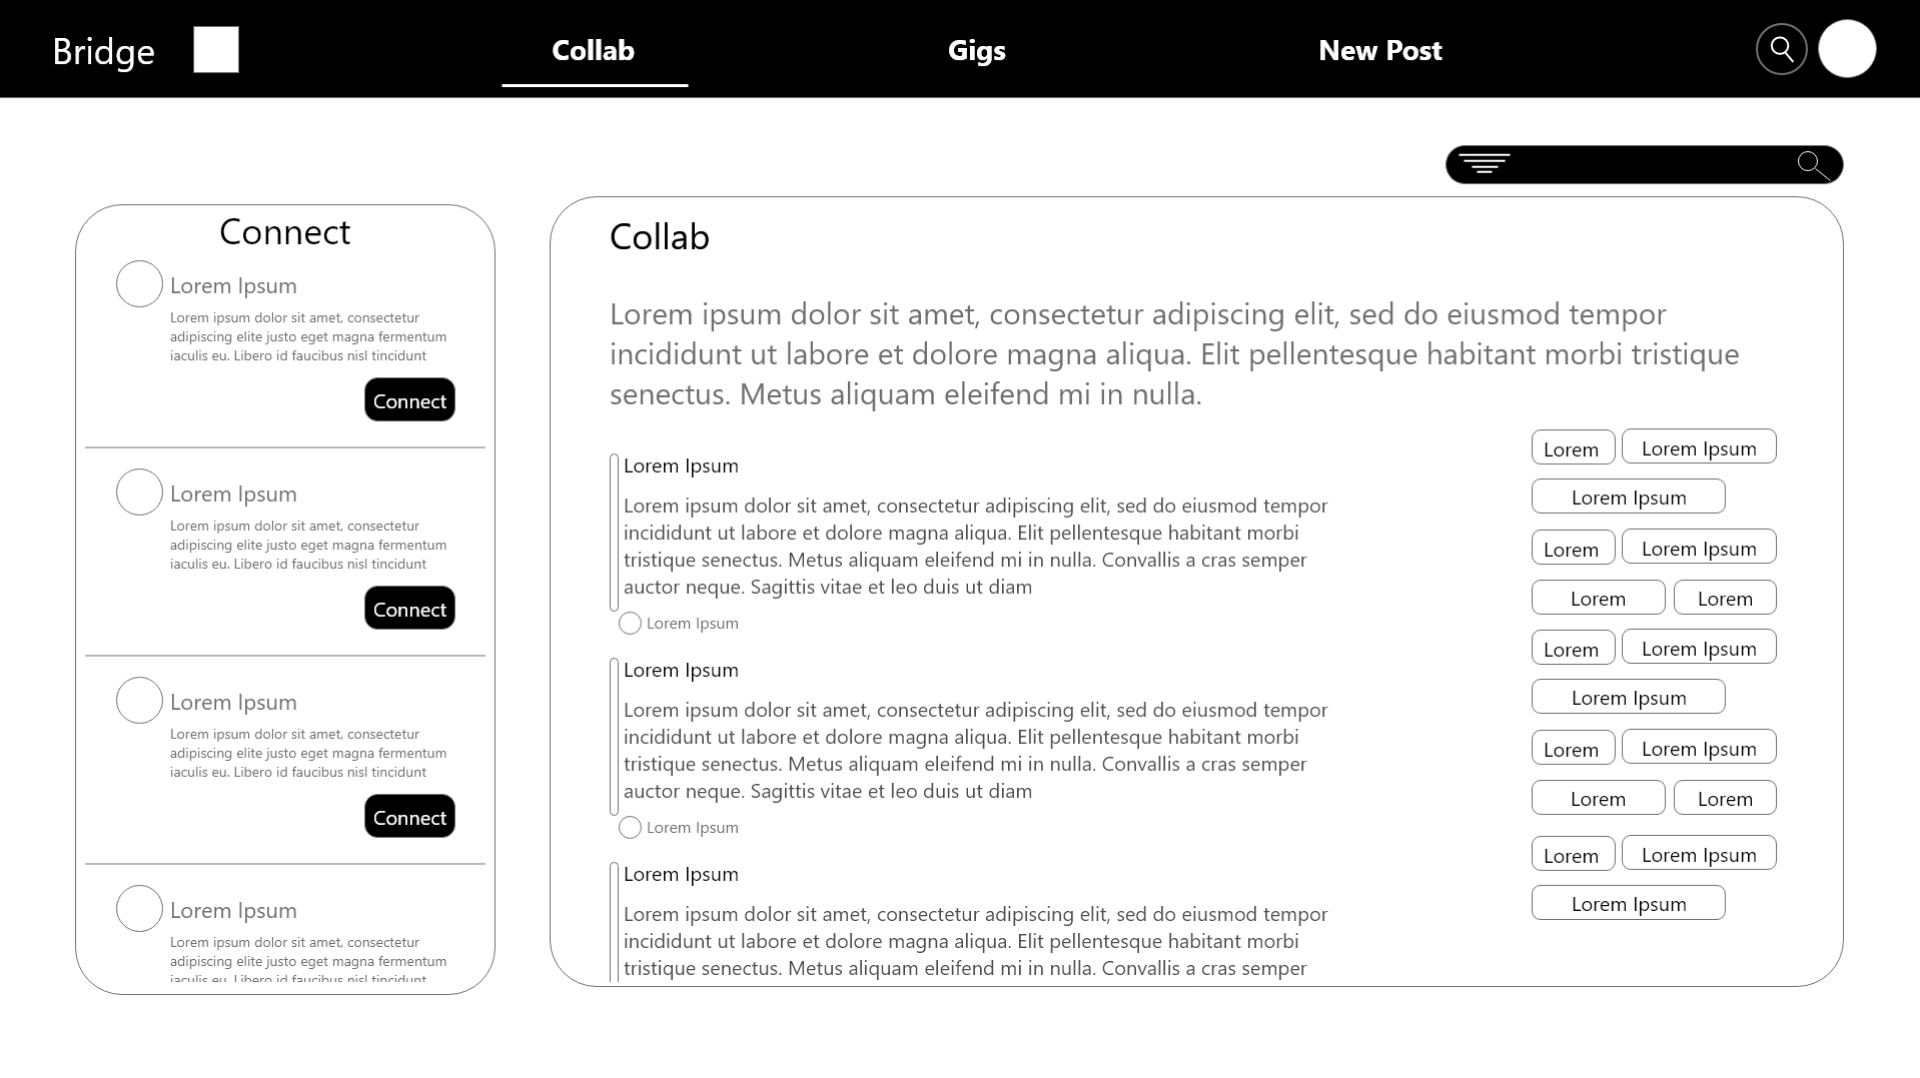 Bridge
Collab
Gigs
New Post
Connect
Lorem Ipsum
Lorem ipsum dolor sit amet, consectetur
adipiscing elite justo eget magna fermentum
iaculis eu. Libero id faucibus nisl tincidunt
Connect
Lorem Ipsum
Lorem ipsum dolor sit amet, consectetur
adipiscing elite justo eget magna fermentum
iaculis eu. Libero id faucibus nisl tincidunt
Connect
Lorem Ipsum
Lorem ipsum dolor sit amet, consectetur
adipiscing elite justo eget magna fermentum
iaculis eu. Libero id faucibus nisl tincidunt
Connect
Lorem Ipsum
Lorem ipsum dolor sit amet, consectetur
adipiscing elite justo eget magna fermentum
iaculis eu. Libero id faucibus nisl tincidunt
Collab
Lorem ipsum dolor sit amet, consectetur adipiscing elit, sed do eiusmod tempor
incididunt ut labore et dolore magna aliqua. Elit pellentesque habitant morbi tristique
senectus. Metus aliquam eleifend mi in nulla.
Lorem Ipsum
Lorem ipsum dolor sit amet, consectetur adipiscing elit, sed do eiusmod tempor
incididunt ut labore et dolore magna aliqua. Elit pellentesque habitant morbi
tristique senectus. Metus aliquam eleifend mi in nulla. Convallis a cras semper
auctor neque. Sagittis vitae et leo duis ut diam
Lorem Ipsum
Lorem Ipsum
Lorem ipsum dolor sit amet, consectetur adipiscing elit, sed do eiusmod tempor
incididunt ut labore et dolore magna aliqua. Elit pellentesque habitant morbi
tristique senectus. Metus aliquam eleifend mi in nulla. Convallis a cras semper
auctor neque. Sagittis vitae et leo duis ut diam
Lorem Ipsum
Lorem Ipsum
Lorem ipsum dolor sit amet, consectetur adipiscing elit, sed do eiusmod tempor
incididunt ut labore et dolore magna aliqua. Elit pellentesque habitant morbi
tristique senectus. Metus aliquam eleifend mi in nulla. Convallis a cras semper
Lorem Lorem Ipsum
Lorem Ipsum
Lorem Lorem Ipsum
Lorem Lorem
Lorem Lorem Ipsum
Lorem Ipsum
Lorem Lorem Ipsum
Lorem Lorem
Lorem Lorem Ipsum
Lorem Ipsum